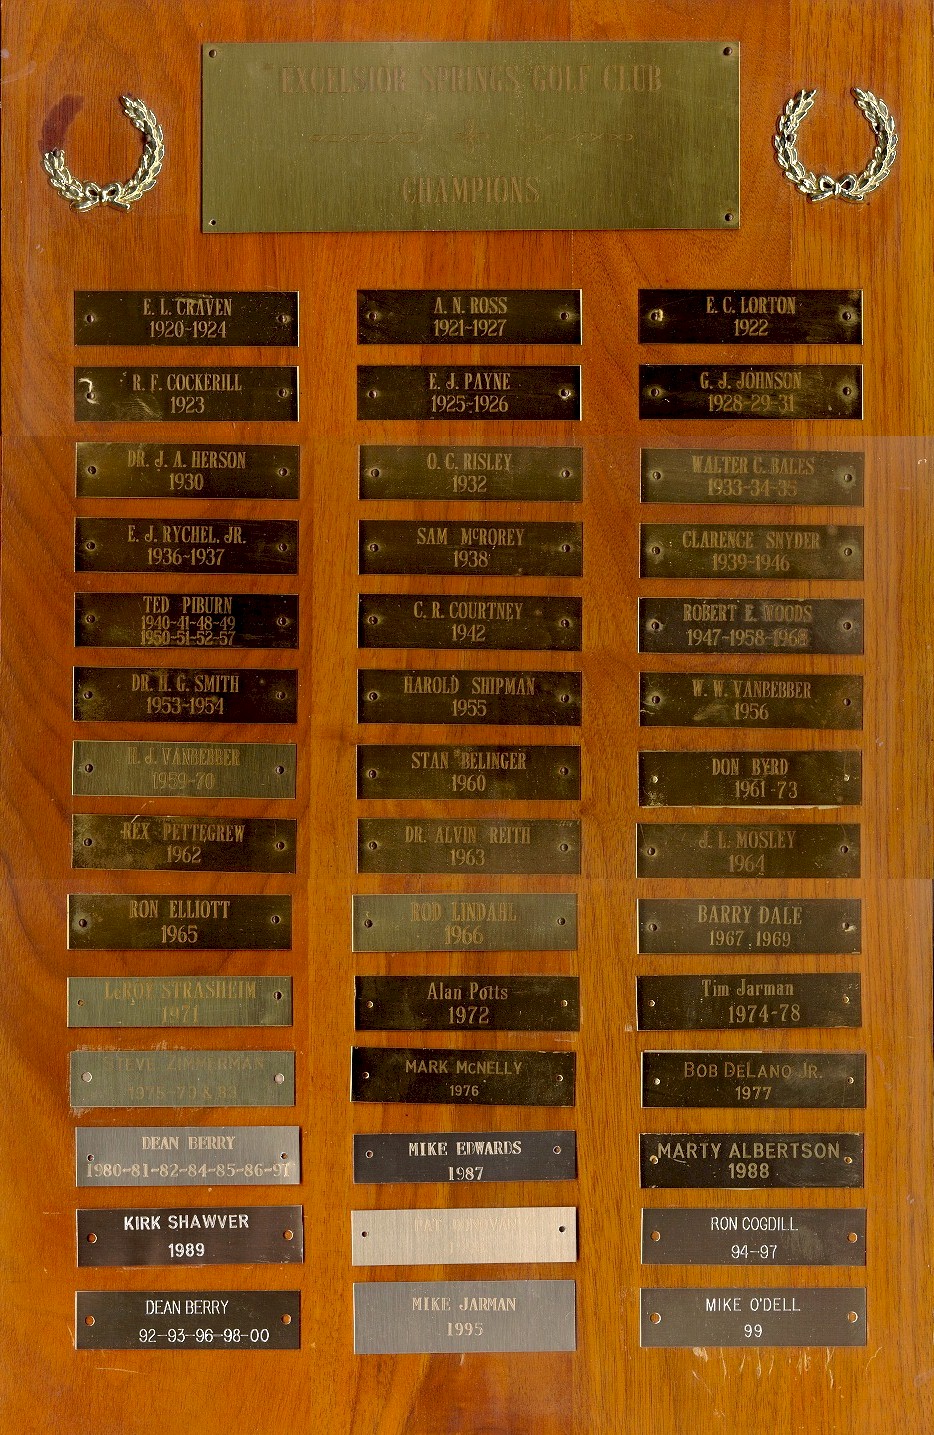 EXCELSIOR SPRINGS GOLF CLUB
CHAMPIONS
E. L. CRAVEN
1920-1924
A. N. ROSS
1921-1927
E. C. LORTON
1922
R. F. COCKERILL
1923
E. J. PAYNE
1925-1926
G. J. JOHNSON
1928-29-31
DR. J. A. HERSON
1930
O. C. RISLEY
1932
WALTER C. BALES
1933-34-35
E. J. RYCHEL, JR.
1936-1937
SAM McROREY
1938
CLARENCE SNYDER
1939-1946
TED PIBURN
1940-41-48-49
1950-51-52-57
C. R. COURTNEY
1942
ROBERT E. WOODS
1947-1958-1968
DR. H. G. SMITH
1953-1954
HAROLD SHIPMAN
1955
W. W. VANBEBBER
1956
H. J. VANBEBBER
1959-70
STAN BELINGER
1960
DON BYRD
1961-73
REX PETTEGREW
1962
DR. ALVIN REITH
1963
J. L. MOSLEY
1964
RON ELLIOTT
1965
ROD LINDAHL
1966
BARRY DALE
1967, 1969
LeROY STRASHEIM
1971
Alan Potts
1972
Tim Jarman
1974-78
STEVE ZIMMERMAN
1975-79 & 83
MARK McNELLY
1976
BOB DELANO JR.
1977
DEAN BERRY
1980-81-82-84-85-86-91
MIKE EDWARDS
1987
MARTY ALBERTSON
1988
KIRK SHAWVER
1989
PAT
RON COGDILL
94-97
DEAN BERRY
92-93-96-98-00
MIKE JARMAN
1995
MIKE O'DELL
99